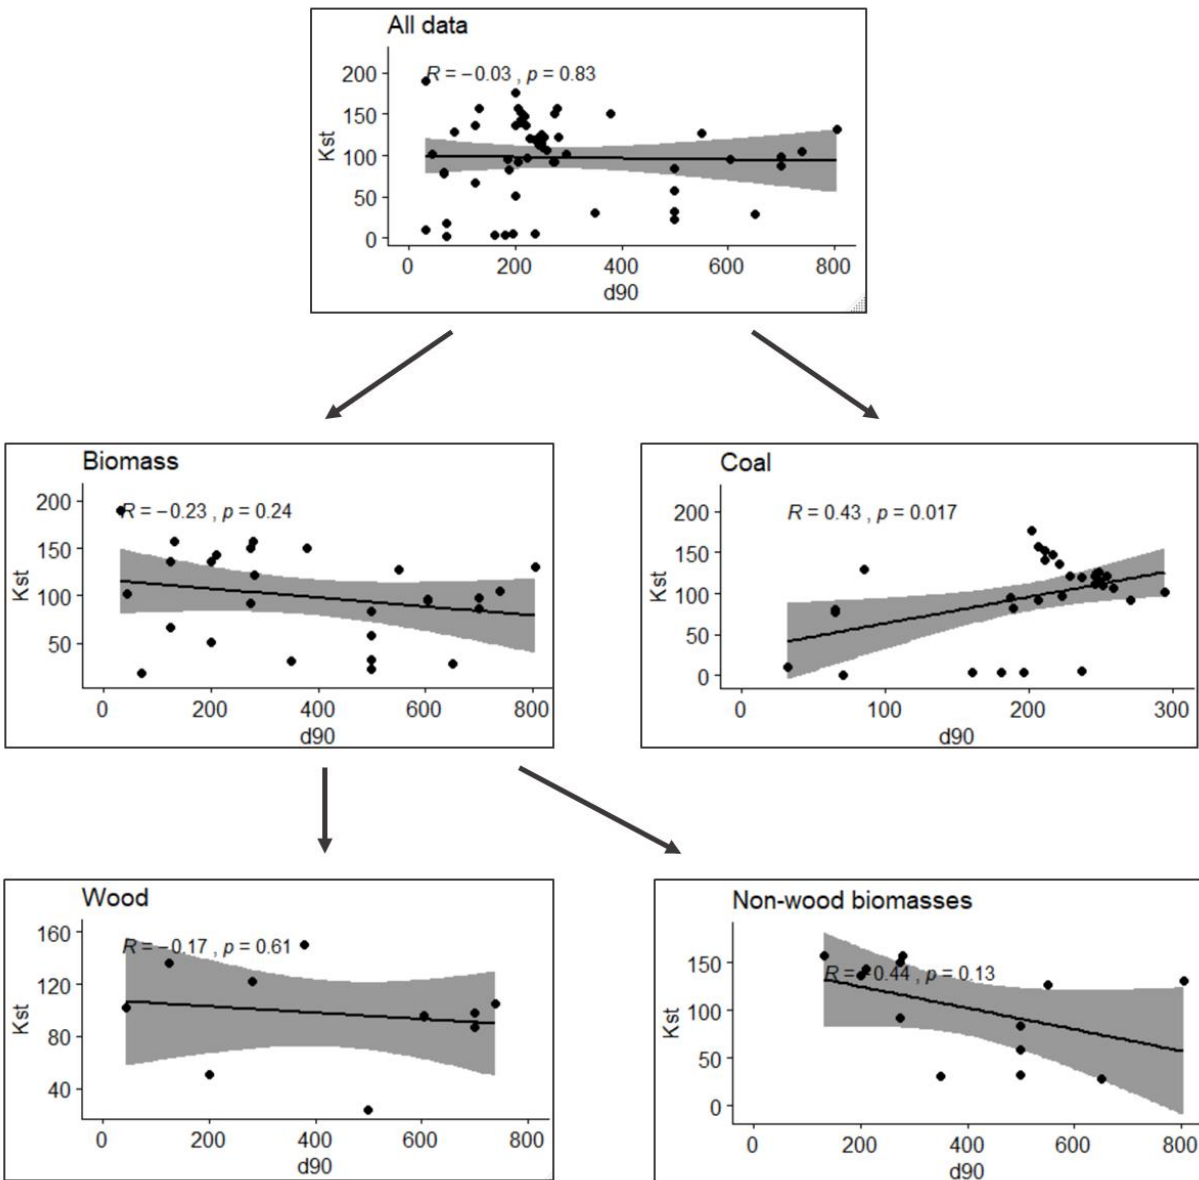 All data
R = −0.03 , p = 0.83
200
150
100
50
0
Kst
0 200 400 600 800
d90
Biomass
R = −0.23 , p = 0.24
200
150
100
50
Kst
0 200 400 600 800
d90
Coal
R = 0.43 , p = 0.017
200
150
100
50
0
Kst
0 100 200 300
d90
Wood
R = −0.17 , p = 0.61
160
120
80
40
Kst
0 200 400 600 800
d90
Non-wood biomasses
R = −0.44 , p = 0.13
150
100
50
0
Kst
0 200 400 600 800
d90